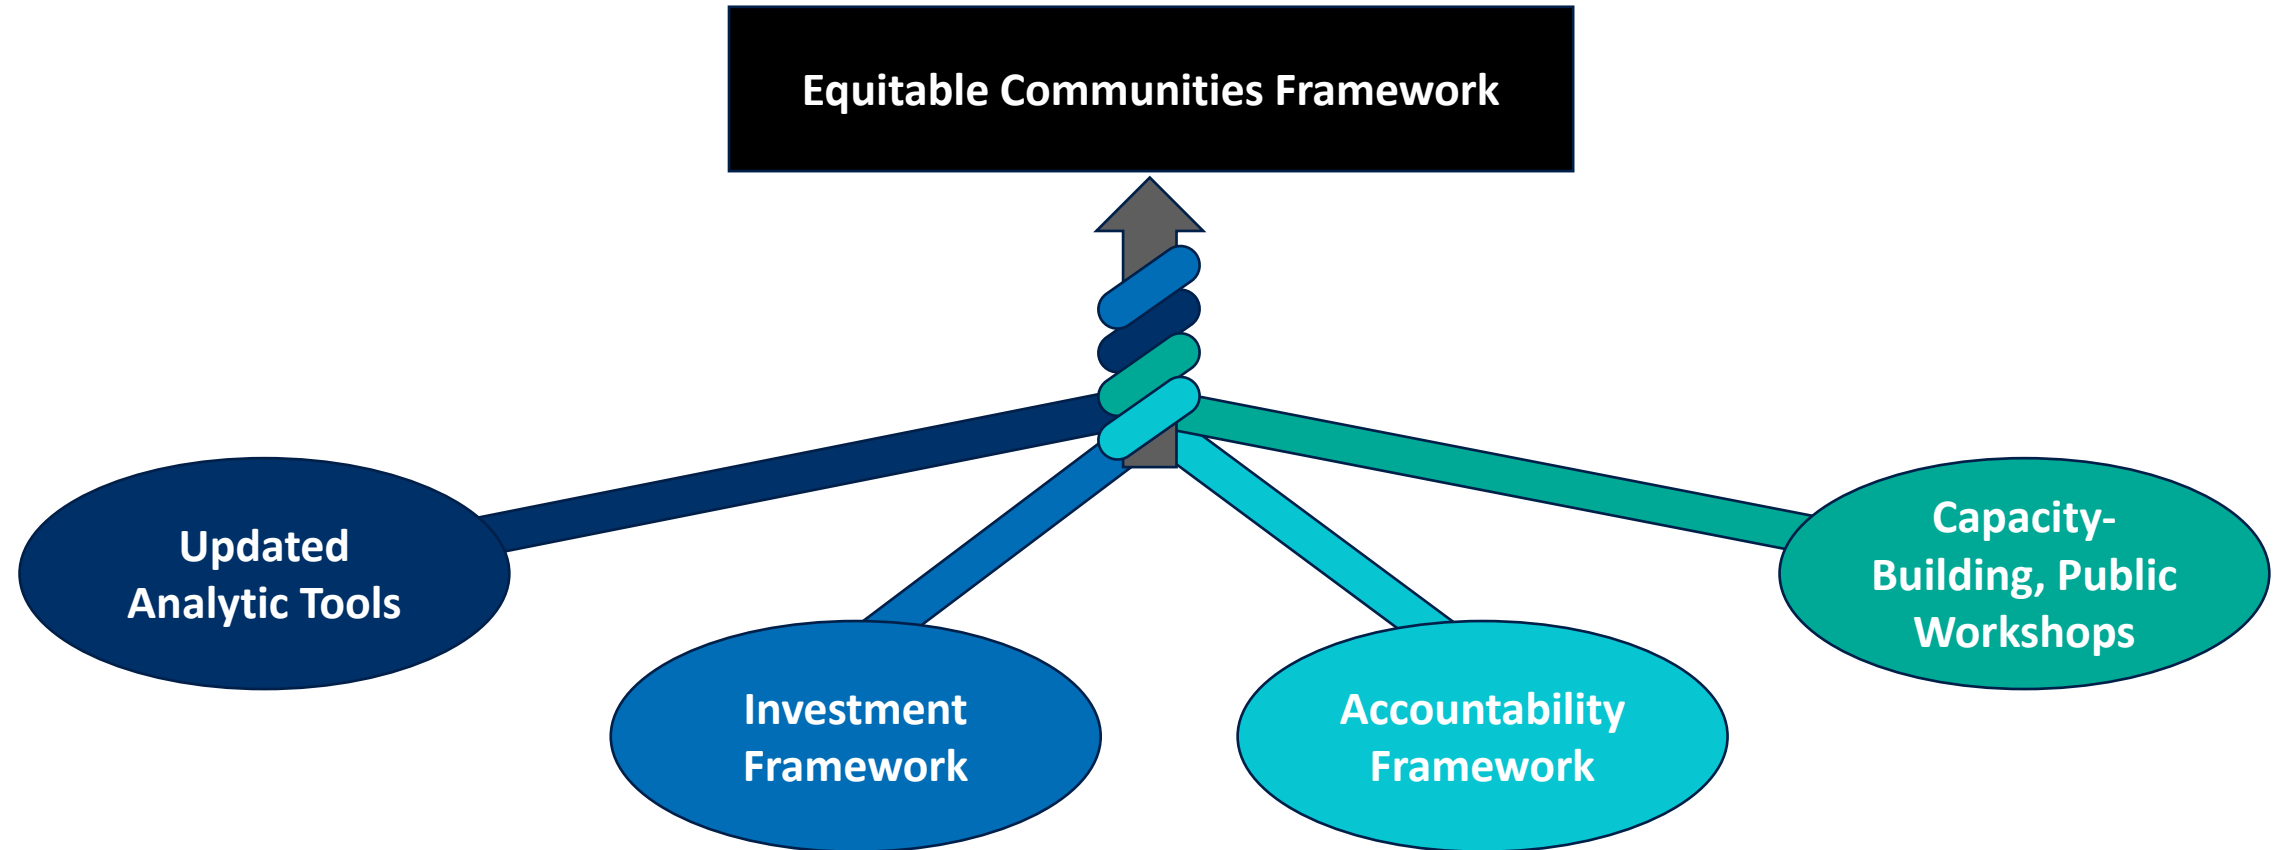 Equitable Communities Framework
Updated
Analytic Tools
Investment
Framework
Accountability
Framework
Capacity-
Building, Public
Workshops